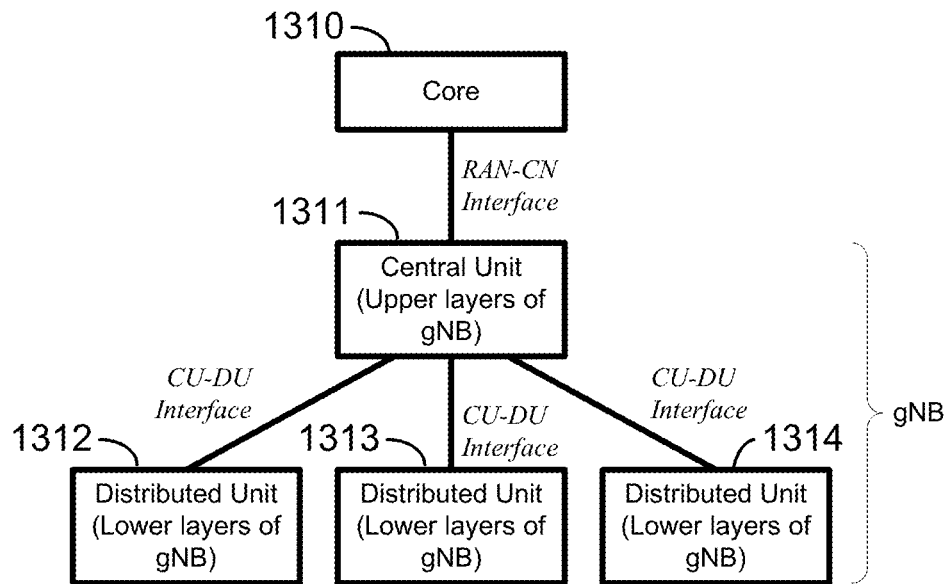 1310
Core
RAN-CN
Interface
1311
Central Unit
(Upper layers of
gNB)
CU-DU
Interface
CU-DU
Interface
CU-DU
Interface
gNB
1312
1313
1314
Distributed Unit
(Lower layers of
gNB)
Distributed Unit
(Lower layers of
gNB)
Distributed Unit
(Lower layers of
gNB)